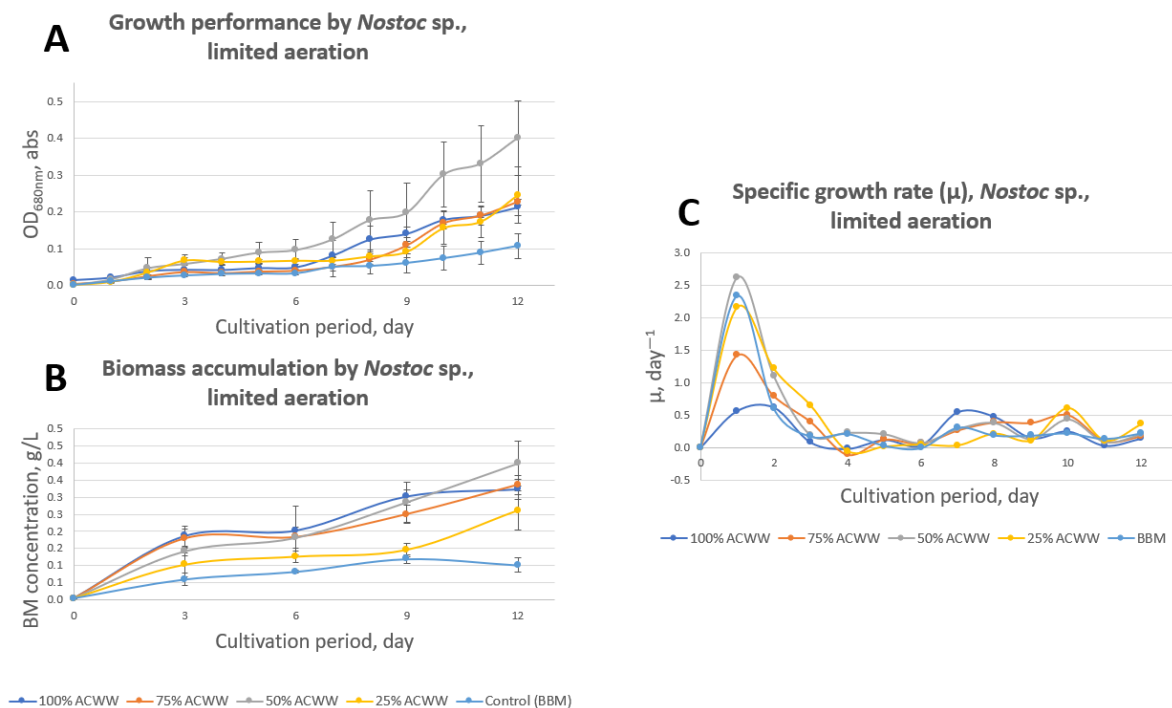 A
Growth performance by Nostoc sp.,
limited aeration
0.5
0.4
0.3
0.2
0.1
0.0
OD680nm, abs
0 3 6 9 12
Cultivation period, day
B
Biomass accumulation by Nostoc sp.,
limited aeration
0.5
0.4
0.4
0.3
0.3
0.2
0.2
0.1
0.1
0.0
BM concentration, g/L
0 3 6 9 12
Cultivation period, day
100% ACWW 75% ACWW 50% ACWW 25% ACWW Control (BBM)
C
Specific growth rate (μ), Nostoc sp.,
limited aeration
3.0
2.5
2.0
1.5
1.0
0.5
0.0
-0.5
μ, day⁻¹
0 2 4 6 8 10 12
Cultivation period, day
100% ACWW 75% ACWW 50% ACWW 25% ACWW BBM